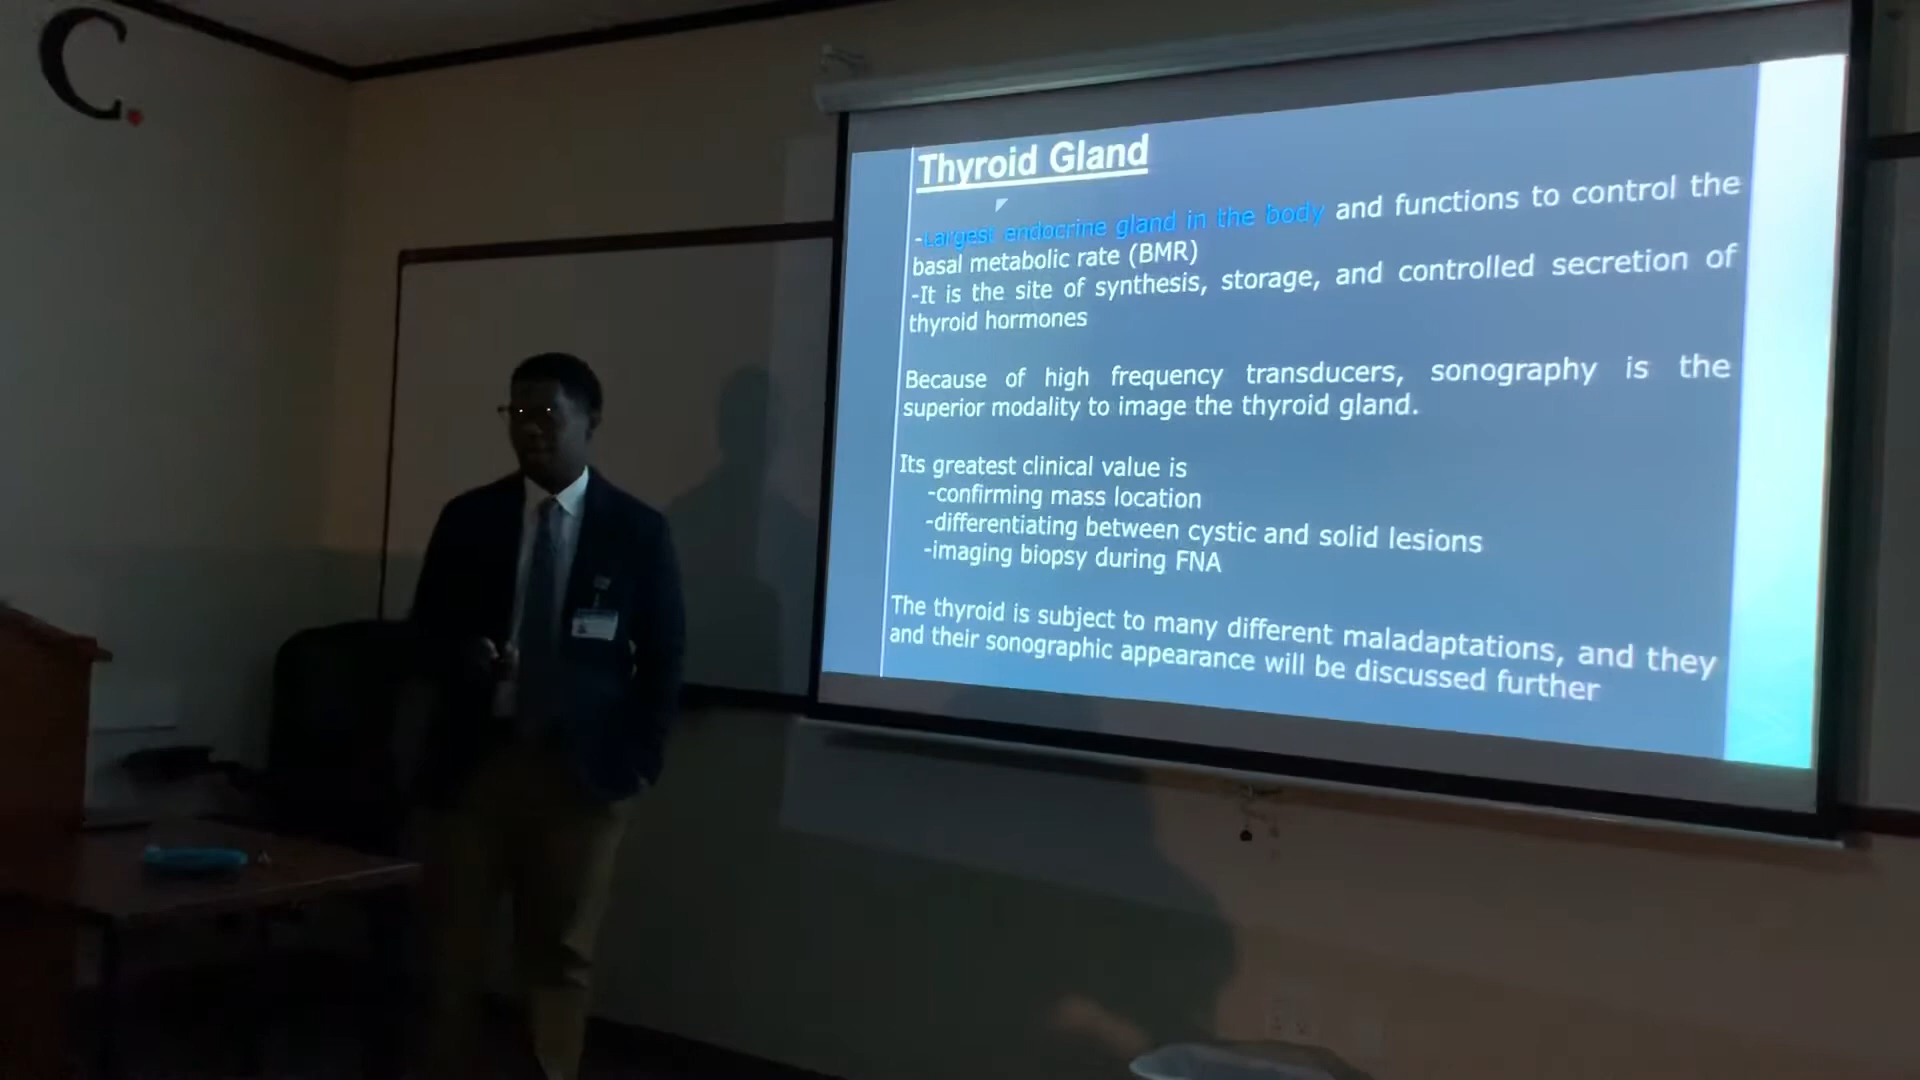 C.
Thyroid Gland
-Largest endocrine gland in the body and functions to control the
basal metabolic rate (BMR)
-It is the site of synthesis, storage, and controlled secretion of
thyroid hormones
Because of high frequency transducers, sonography is the
superior modality to image the thyroid gland.
Its greatest clinical value is
-confirming mass location
-differentiating between cystic and solid lesions
-imaging biopsy during FNA
The thyroid is subject to many different maladaptations, and they
and their sonographic appearance will be discussed further